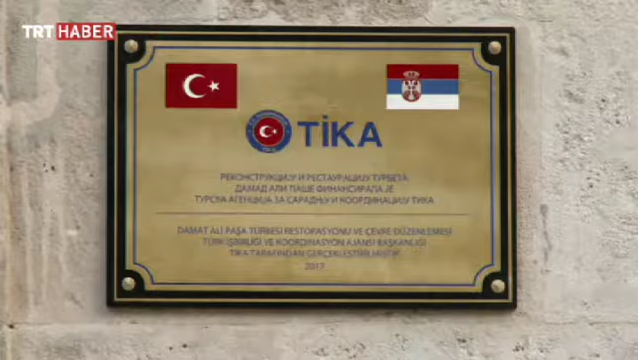 TRT HABER
TİKA
РЕКОНСТРУКЦИЈУ И РЕСТАУРАЦИЈУ ТУРБЕТА
ДАМАД АЛИ ПАШЕ ФИНАНСИРАЛА ЈЕ
ТУРСКА АГЕНЦИЈА ЗА САРАДЊУ И КООРДИНАЦИЈУ ТИКА
DAMAT ALİ PAŞA TÜRBESİ RESTORASYONU VE ÇEVRE DÜZENLEMESİ
TÜRK İŞBİRLİĞİ VE KOORDİNASYON AJANSI BAŞKANLIĞI
TİKA TARAFINDAN GERÇEKLEŞTİRİLMİŞTİR
2017